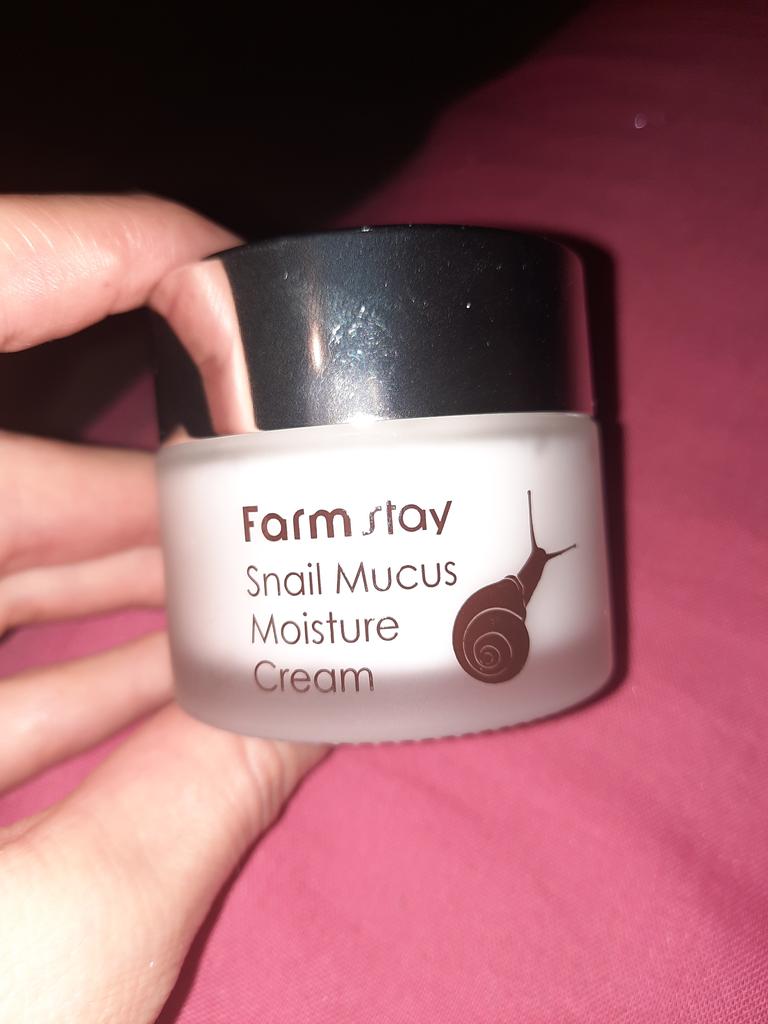 Farm stay
Snail Mucus
Moisture
Cream